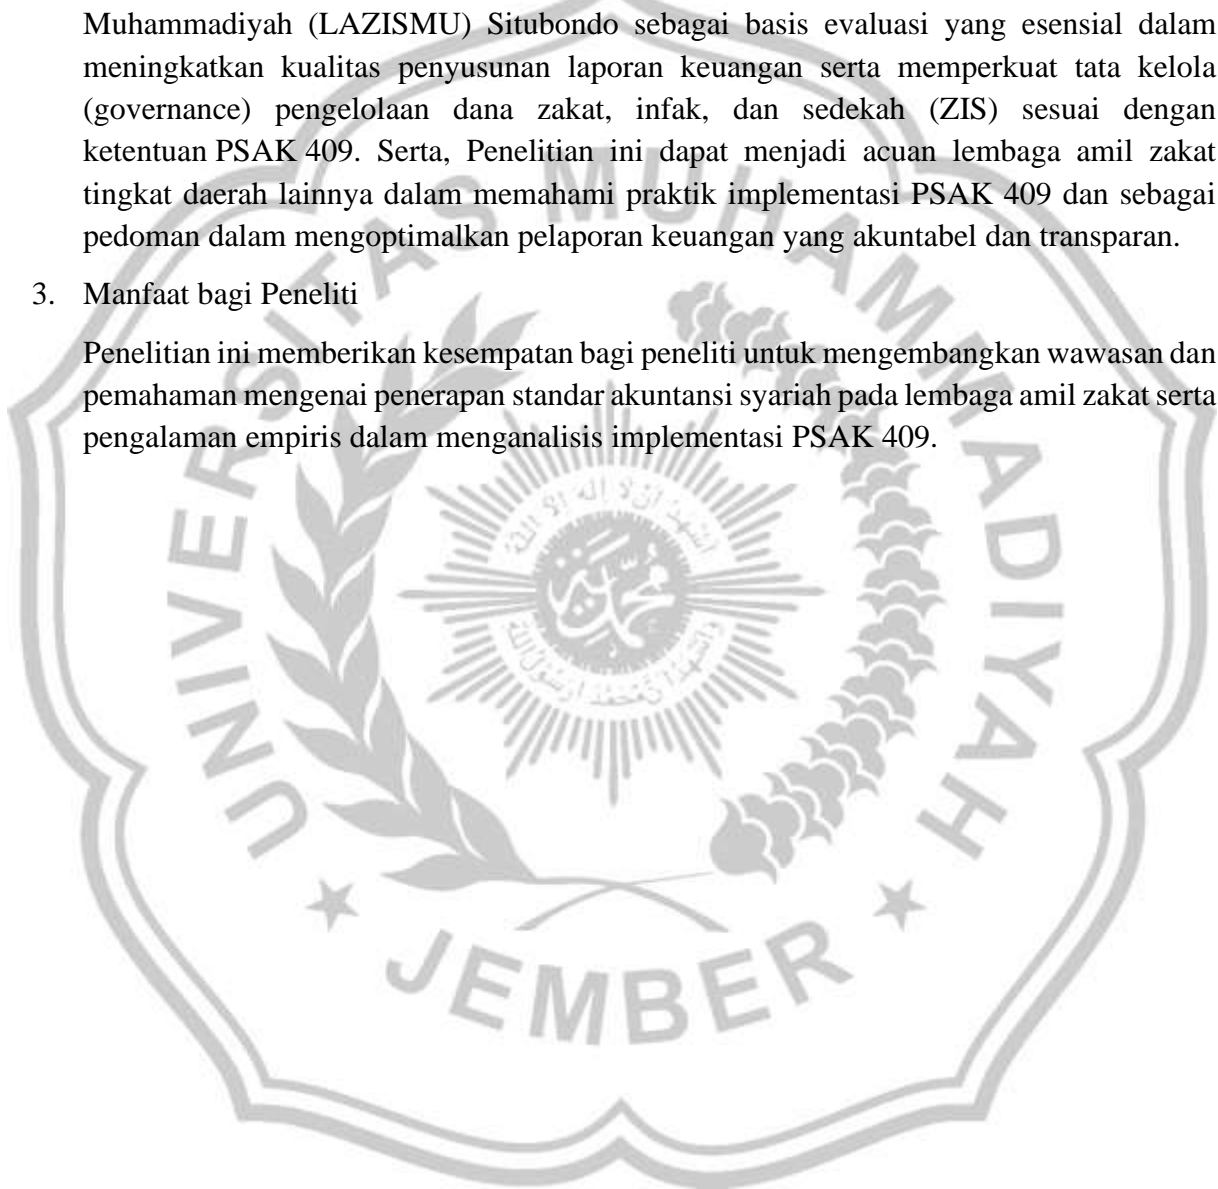 Muhammadiyah (LAZISMU) Situbondo sebagai basis evaluasi yang esensial dalam
meningkatkan kualitas penyusunan laporan keuangan serta memperkuat tata kelola
(governance) pengelolaan dana zakat, infak, dan sedekah (ZIS) sesuai dengan
ketentuan PSAK 409. Serta, Penelitian ini dapat menjadi acuan lembaga amil zakat
tingkat daerah lainnya dalam memahami praktik implementasi PSAK 409 dan sebagai
pedoman dalam mengoptimalkan pelaporan keuangan yang akuntabel dan transparan.
3. Manfaat bagi Peneliti
Penelitian ini memberikan kesempatan bagi peneliti untuk mengembangkan wawasan dan
pemahaman mengenai penerapan standar akuntansi syariah pada lembaga amil zakat serta
pengalaman empiris dalam menganalisis implementasi PSAK 409.
UNIVERSITAS MUHAMMADIYAH
JEMBER